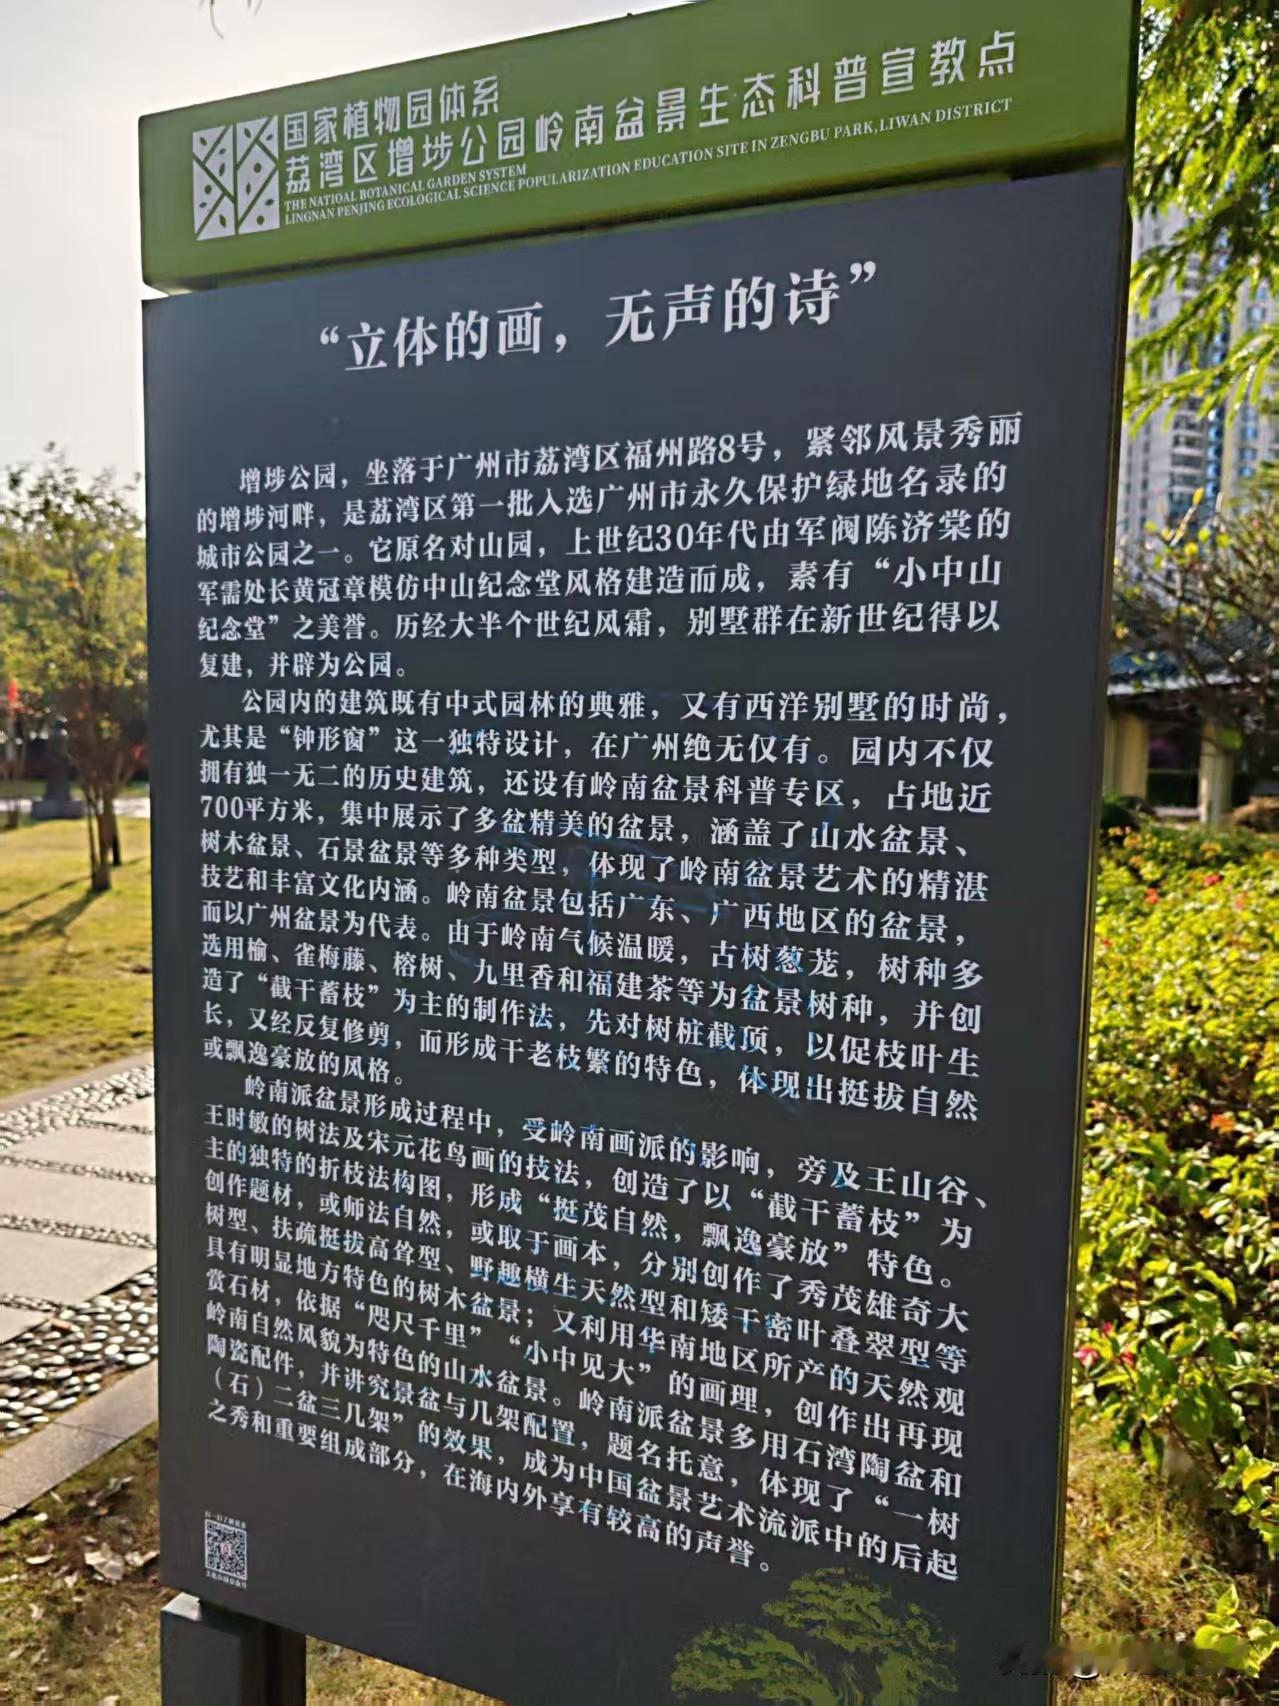 国家植物园体系
荔湾区增埗公园岭南盆景生态科普宣教点
THE NATIOAL BOTANICAL GARDEN SYSTEM
LINGNAN PENJING ECOLOGICAL SCIENCE POPULARIZATION EDUCATION SITE IN ZENGBU PARK,LIWAN DISTRICT
“立体的画，无声的诗”
增埗公园，坐落于广州市荔湾区福州路8号，紧邻风景秀丽
的增埗河畔，是荔湾区第一批入选广州市永久保护绿地名录的
城市公园之一。它原名对山园，上世纪30年代由军阀陈济棠的
军需处长黄冠章模仿中山纪念堂风格建造而成，素有“小中山
纪念堂”之美誉。历经大半个世纪风霜，别墅群在新世纪得以
复建，并辟为公园。
公园内的建筑既有中式园林的典雅，又有西洋别墅的时尚，
尤其是“钟形窗”这一独特设计，在广州绝无仅有。园内不仅
拥有独一无二的历史建筑，还设有岭南盆景科普专区，占地近
700平方米，集中展示了多盆精美的盆景，涵盖了山水盆景、
树木盆景、石景盆景等多种类型，体现了岭南盆景艺术的精湛
技艺和丰富文化内涵。岭南盆景包括广东、广西地区的盆景，
而以广州盆景为代表。由于岭南气候温暖，古树葱茏，树种多
选用榆、雀梅藤、榕树、九里香和福建茶等为盆景树种，并创
造了“截干蓄枝”为主的制作法，先对树桩截顶，以促枝叶生
长，又经反复修剪，而形成干老枝繁的特色，体现出挺拔自然
或飘逸豪放的风格。
岭南派盆景形成过程中，受岭南画派的影响，旁及王山谷、
王时敏的树法及宋元花鸟画的技法，创造了以“截干蓄枝”为
主的独特的折枝法构图，形成“挺茂自然，飘逸豪放”特色。
创作题材，或师法自然，或取于画本，分别创作了秀茂雄奇大
树型、扶疏挺拔高耸型、野趣横生天然型和矮干密叶叠翠型等
具有明显地方特色的树木盆景；又利用华南地区所产的天然观
赏石材，依据“咫尺千里”“小中见大”的画理，创作出再现
岭南自然风貌为特色的山水盆景。岭南派盆景多用石湾陶盆和
陶瓷配件，并讲究景盆与几架配置，题名托意，体现了“一树
（石）二盆三几架”的效果，成为中国盆景艺术流派中的后起
之秀和重要组成部分，在海内外享有较高的声誉。